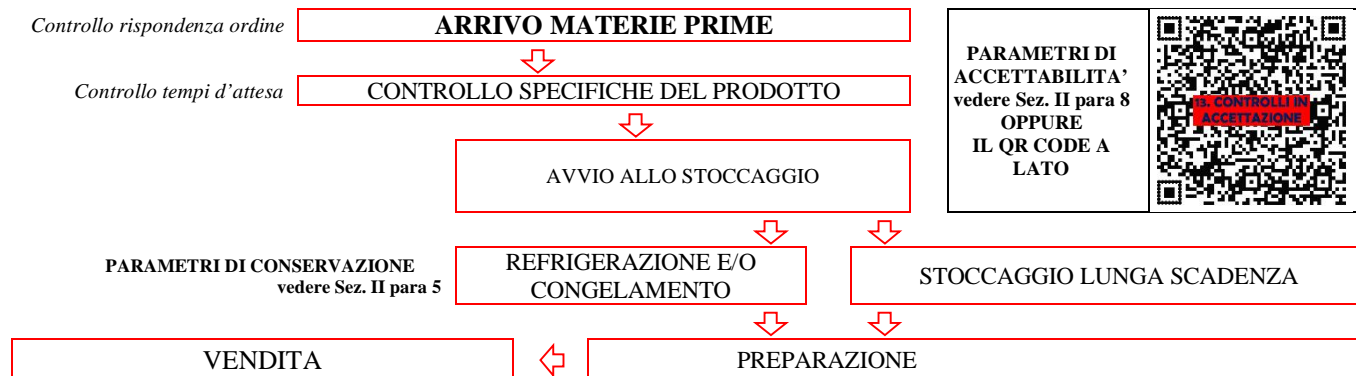 Controllo rispondenza ordine
ARRIVO MATERIE PRIME
Controllo tempi d'attesa
CONTROLLO SPECIFICHE DEL PRODOTTO
PARAMETRI DI
ACCETTABILITA'
vedere Sez. II para 8
OPPURE
IL QR CODE A
LATO
13. CONTROLLI IN
ACCETTAZIONE
AVVIO ALLO STOCCAGGIO
PARAMETRI DI CONSERVAZIONE
vedere Sez. II para 5
REFRIGERAZIONE E/O
CONGELAMENTO
STOCCAGGIO LUNGA SCADENZA
VENDITA
PREPARAZIONE